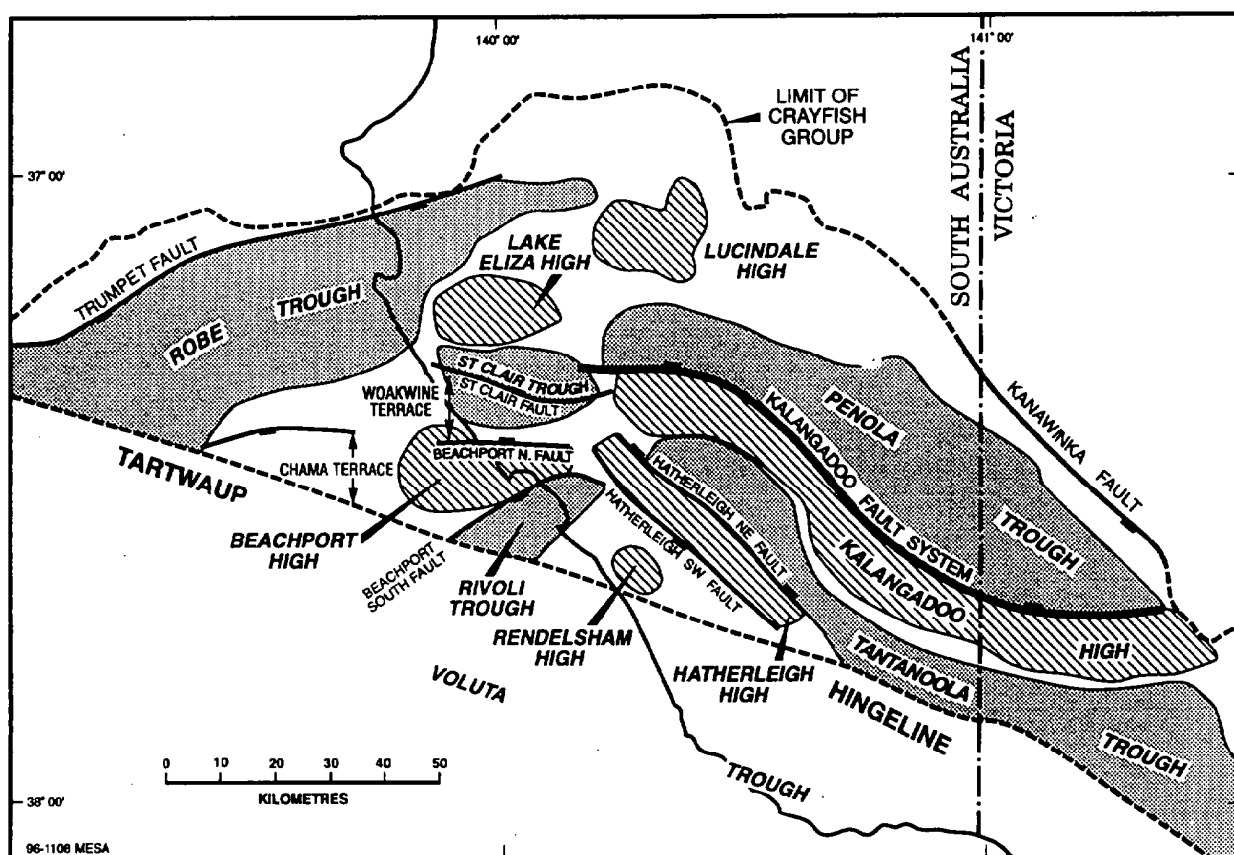 140° 00'
141° 00'
SOUTH AUSTRALIA
VICTORIA
LIMIT OF
CRAYFISH
GROUP
37° 00'
TRUMPET FAULT
LAKE
ELIZA HIGH
LUCINDALE
HIGH
ROBE
TROUGH
ST CLAIR TROUGH
ST CLAIR FAULT
WOAKWINE
TERRACE
PENOLA
TROUGH
KALANGADOO FAULT SYSTEM
KANAWINKA FAULT
CHAMA TERRACE
BEACHPORT N. FAULT
HATHERLEIGH NE FAULT
HATHERLEIGH SW FAULT
TARTWAUP
HINGELINE
BEACHPORT
HIGH
BEACHPORT
SOUTH FAULT
RIVOLI
TROUGH
RENDELSHAM
HIGH
KALANGADOO
HIGH
HATHERLEIGH
HIGH
TANTANOOLA
TROUGH
VOLUTA
TROUGH
0 10 20 30 40 50
KILOMETRES
38° 00'
96-1108 MESA